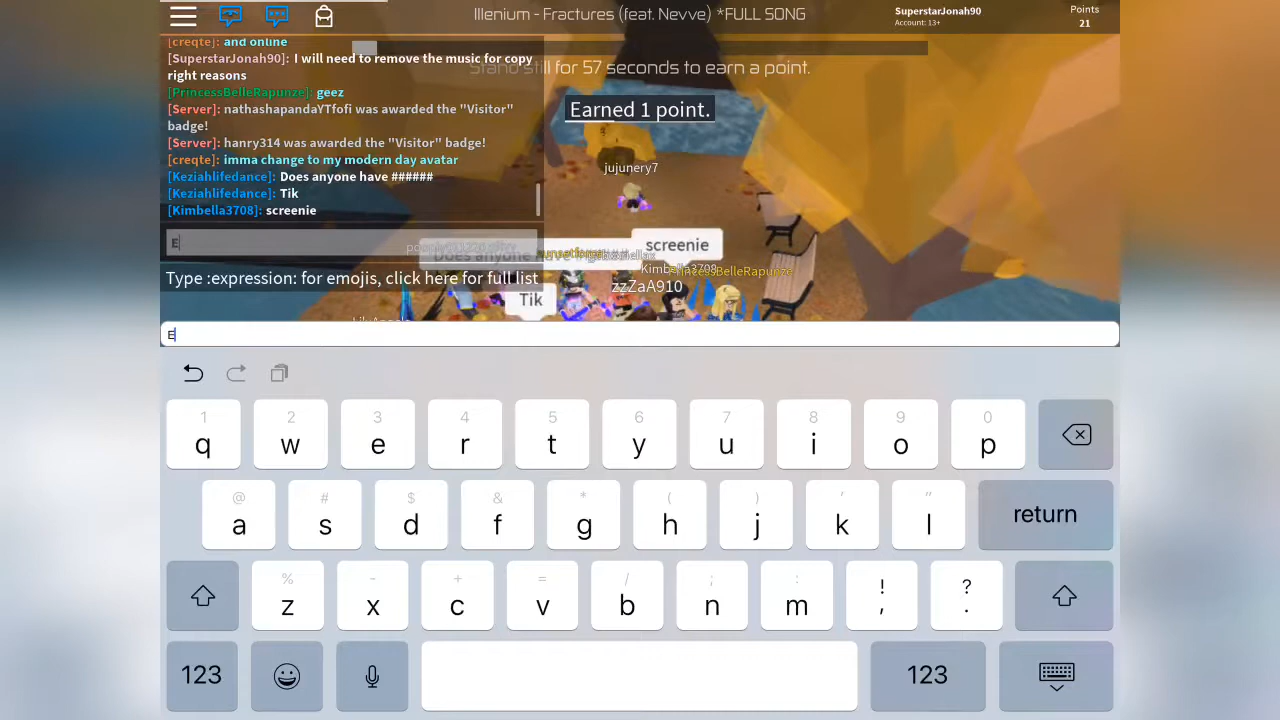 Illenium - Fractures (feat. Nevve) *FULL SONG
SuperstarJonah90
Account: 13+
Points
21
[creqte]: and online
[SuperstarJonah90]: I will need to remove the music for copy
right reasons
[PrincessBelleRapunze]: geez
[Server]: nathashapandaYTfofi was awarded the "Visitor"
badge!
[Server]: hanry314 was awarded the "Visitor" badge!
[creqte]: imma change to my modern day avatar
[Keziahlifedance]: Does anyone have ######
[Keziahlifedance]: Tik
[Kimbella3708]: screenie
Stand still for 57 seconds to earn a point.
Earned 1 point.
jujunery7
E
screenie
PrincessBelleRapunze
zzZaA910
Type :expression: for emojis, click here for full list
Tik
E
1 2 3 4 5 6 7 8 9 0
q w e r t y u i o p
@ # $ & * ( ) ' "
a s d f g h j k l return
% - + = / ; : ! ?
z x c v b n m , .
123 123